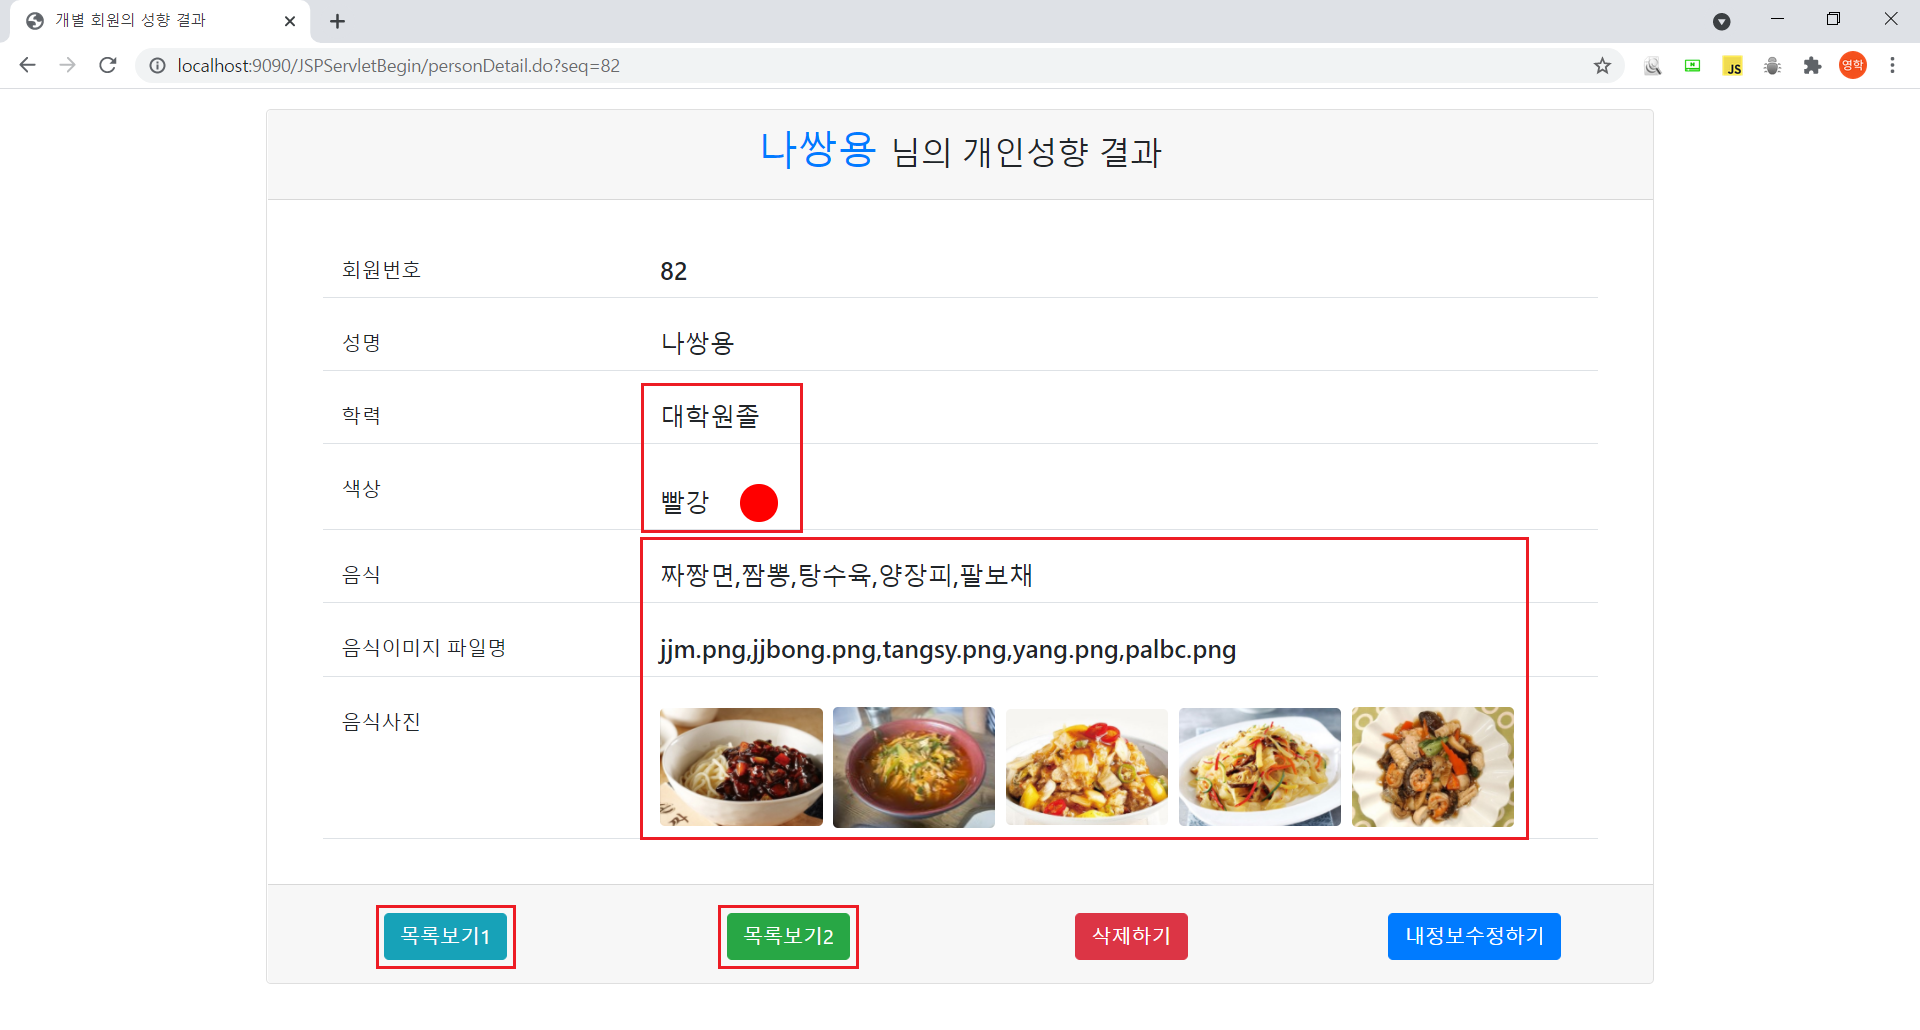 개별 회원의 성향 결과
localhost:9090/JSPServletBegin/personDetail.do?seq=82
JS
영학
나쌍용 님의 개인성향 결과
회원번호 82
성명 나쌍용
학력 대학원졸
색상 빨강
음식 짜짱면,짬뽕,탕수육,양장피,팔보채
음식이미지 파일명 jjm.png,jjbong.png,tangsy.png,yang.png,palbc.png
음식사진
목록보기1 목록보기2 삭제하기 내정보수정하기